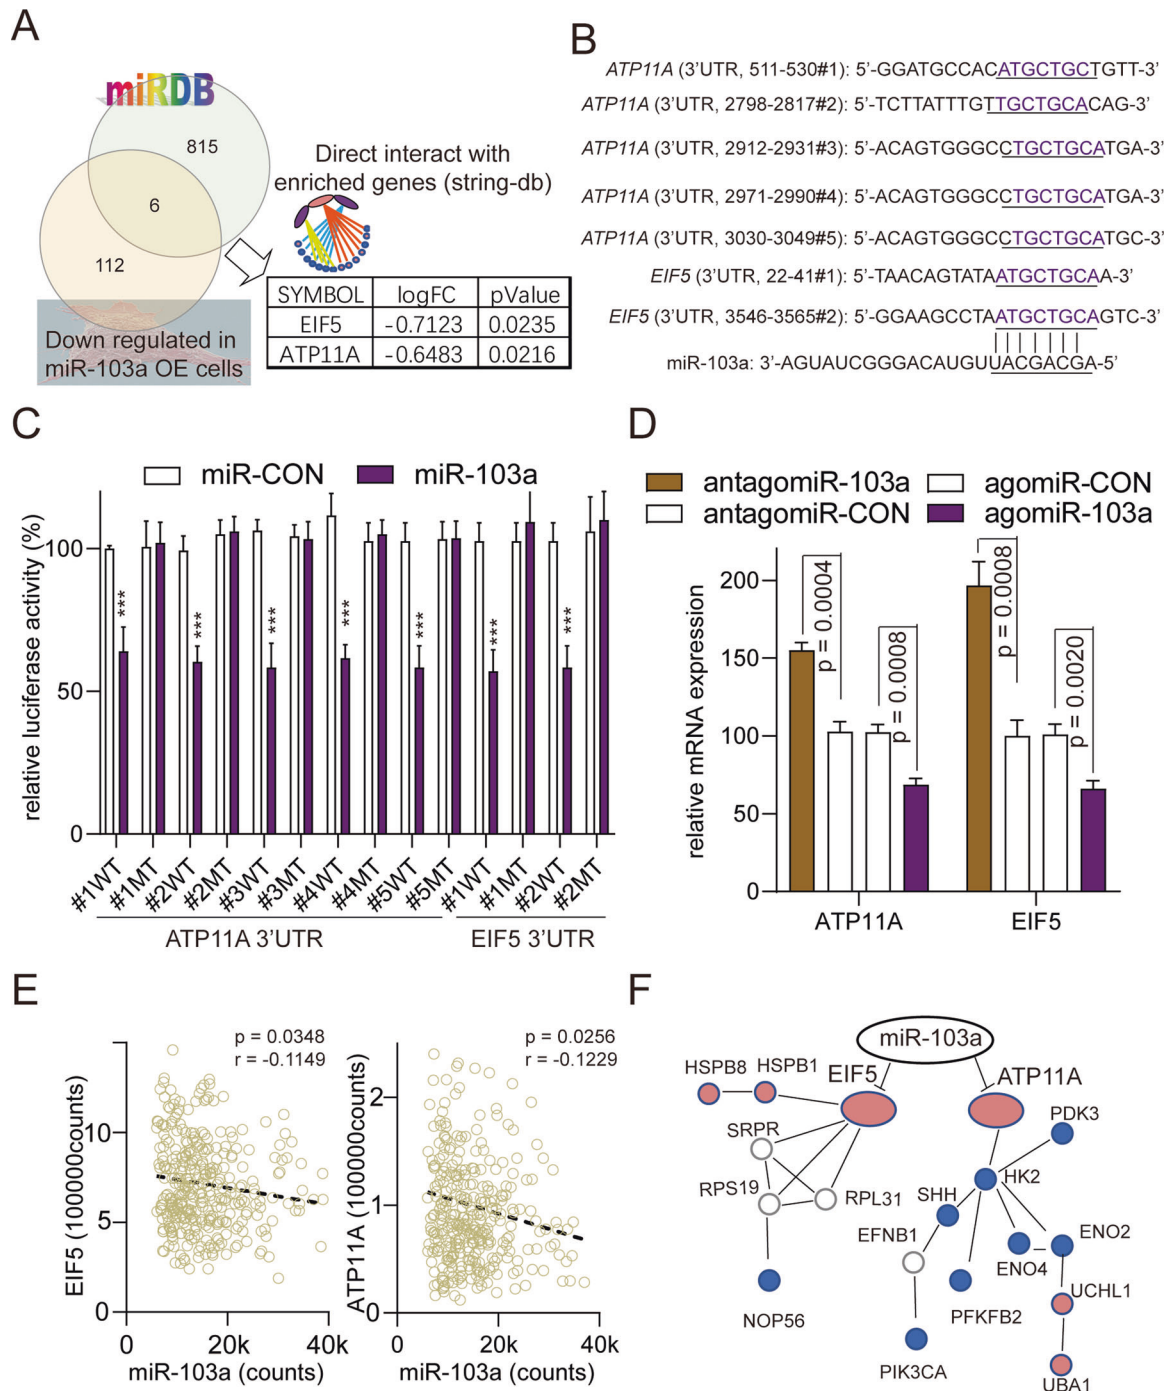 A
miRDB
815
6
112
Down regulated in
miR-103a OE cells
Direct interact with
enriched genes (string-db)
SYMBOL logFC pValue
EIF5 -0.7123 0.0235
ATP11A -0.6483 0.0216
B
ATP11A (3'UTR, 511-530#1): 5'-GGATGCCACATGCTGCTGTT-3'
ATP11A (3'UTR, 2798-2817#2): 5'-TCTTATTTGTTGCTGCACAG-3'
ATP11A (3'UTR, 2912-2931#3): 5'-ACAGTGGGCCTGCTGCATGA-3'
ATP11A (3'UTR, 2971-2990#4): 5'-ACAGTGGGCCTGCTGCATGA-3'
ATP11A (3'UTR, 3030-3049#5): 5'-ACAGTGGGCCTGCTGCATGC-3'
EIF5 (3'UTR, 22-41#1): 5'-TAACAGTATAATGCTGCAA-3'
EIF5 (3'UTR, 3546-3565#2): 5'-GGAAGCCTAATGCTGCAGTC-3'
miR-103a: 3'-AGUAUCGGGACAUGUUACGACGA-5'
C
miR-CON miR-103a
relative luciferase activity (%)
100
50
0
*** *** *** *** *** *** ***
#1WT #1MT #2WT #2MT #3WT #3MT #4WT #4MT #5WT #5MT #1WT #1MT #2WT #2MT
ATP11A 3'UTR EIF5 3'UTR
D
antagomiR-103a agomiR-CON
antagomiR-CON agomiR-103a
relative mRNA expression
200
150
100
50
0
p = 0.0004
p = 0.0008
p = 0.0008
p = 0.0020
ATP11A EIF5
E
p = 0.0348
r = -0.1149
EIF5 (100000counts)
10
5
0
0 20k 40k
miR-103a (counts)
p = 0.0256
r = -0.1229
ATP11A (1000000counts)
2
1
0
0 20k 40k
miR-103a (counts)
F
miR-103a
HSPB8 HSPB1 EIF5 ATP11A
PDK3
SRPR
HK2
RPS19 RPL31 SHH
EFNB1 ENO2
ENO4
UCHL1
NOP56 PFKFB2
PIK3CA UBA1